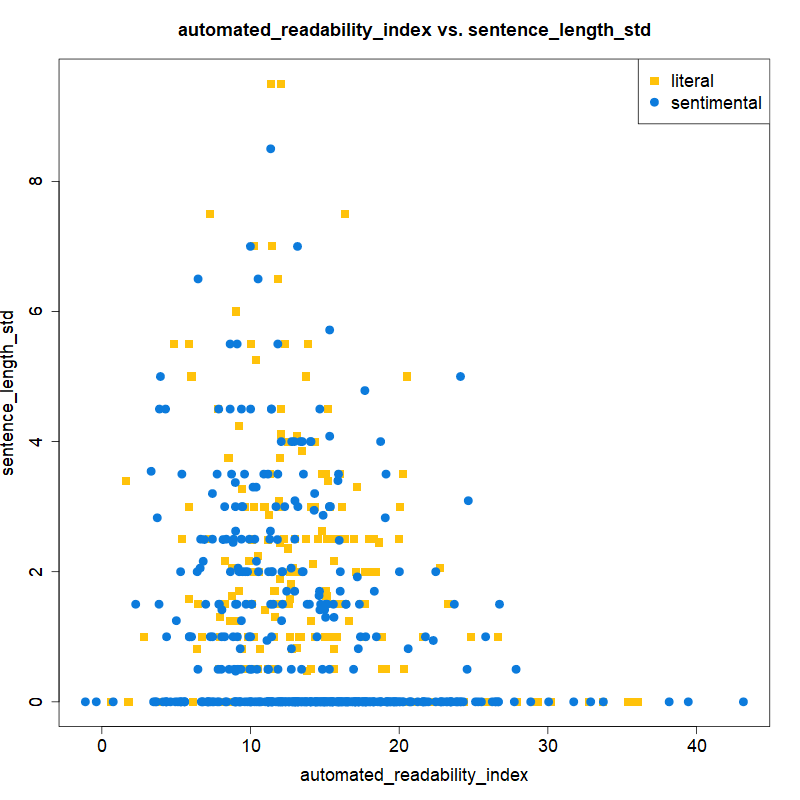 automated_readability_index vs. sentence_length_std
literal
sentimental
sentence_length_std
8
6
4
2
0
0 10 20 30 40
automated_readability_index